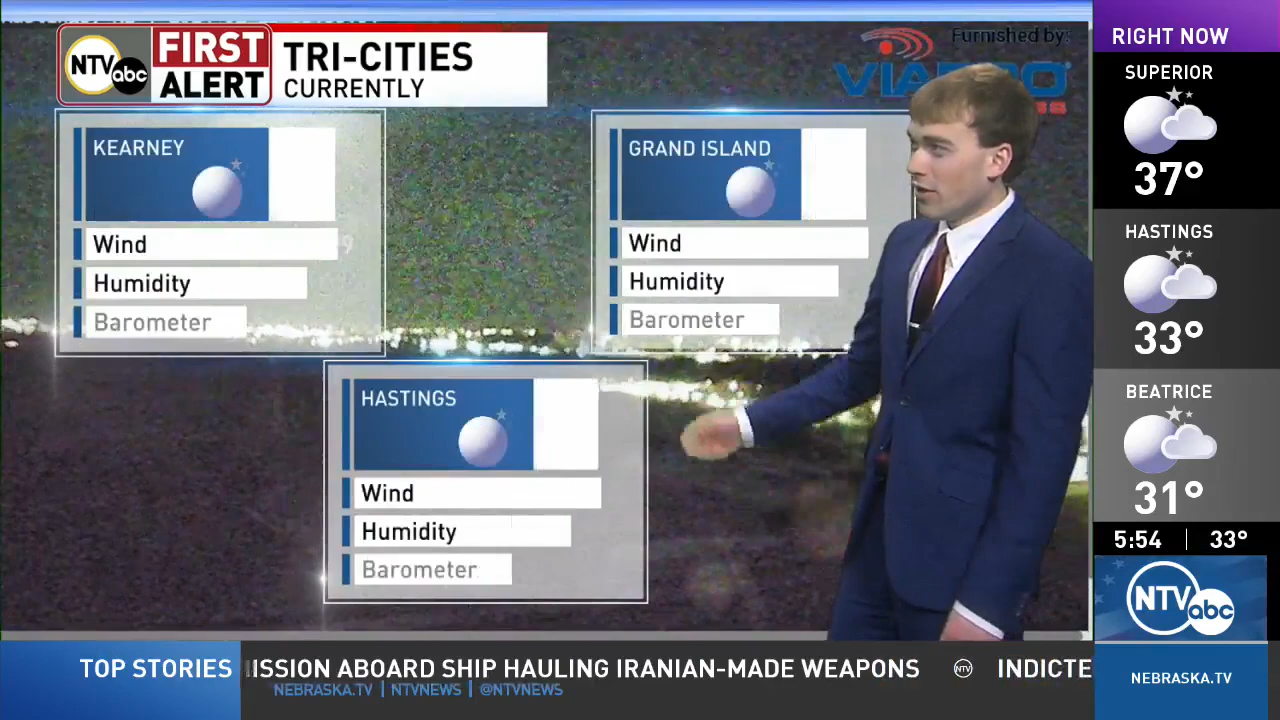 NTV abc
FIRST ALERT
TRI-CITIES
CURRENTLY
Furnished by:
KEARNEY
Wind
Humidity
Barometer
GRAND ISLAND
Wind
Humidity
Barometer
HASTINGS
Wind
Humidity
Barometer
RIGHT NOW
SUPERIOR
37°
HASTINGS
33°
BEATRICE
31°
5:54 | 33°
NTV abc
NEBRASKA.TV
TOP STORIES
ISSION ABOARD SHIP HAULING IRANIAN-MADE WEAPONS NTV INDICTE
NEBRASKA.TV | NTVNEWS | @NTVNEWS